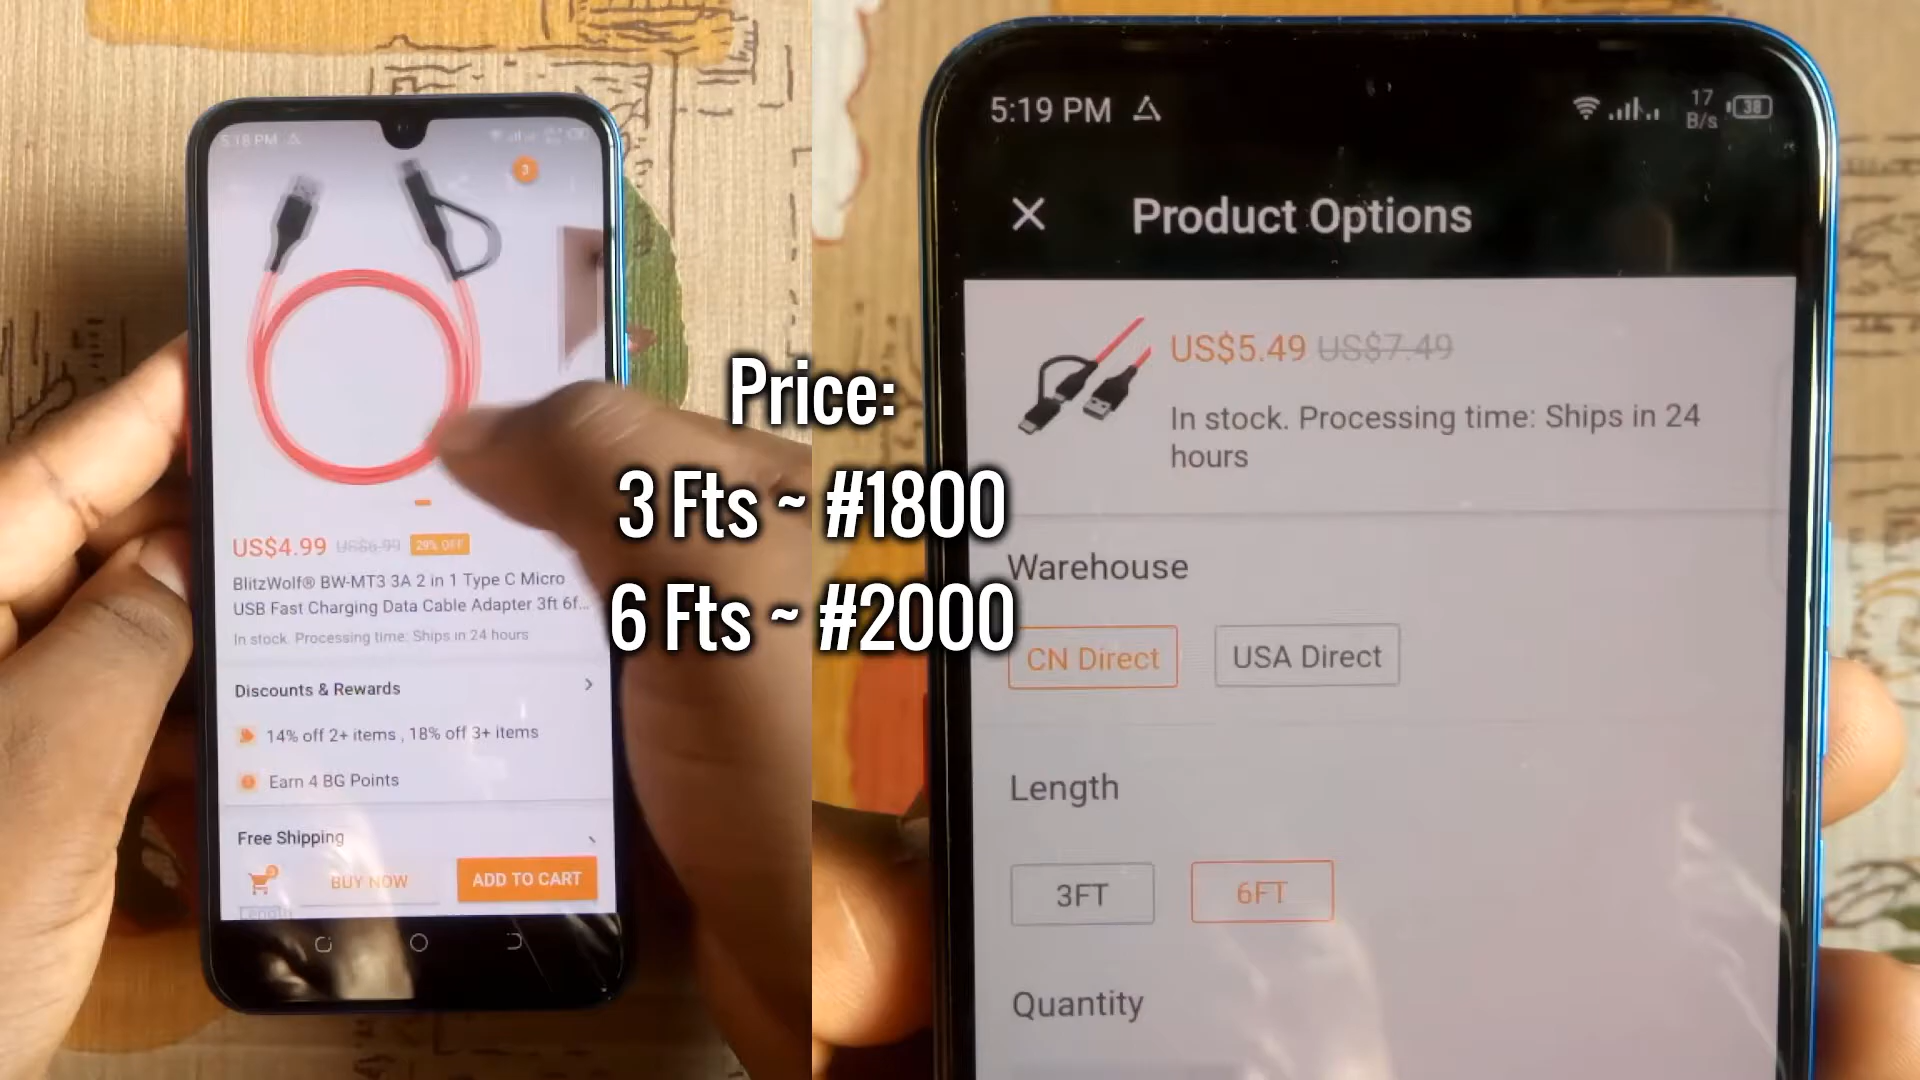 5:18 PM
3
US$4.99 US$6.99 29% OFF
BlitzWolf® BW-MT3 3A 2 in 1 Type C Micro
USB Fast Charging Data Cable Adapter 3ft 6f...
In stock. Processing time: Ships in 24 hours
Discounts & Rewards
14% off 2+ items , 18% off 3+ items
Earn 4 BG Points
Free Shipping
BUY NOW
ADD TO CART
Length
Price:
3 Fts ~ #1800
6 Fts ~ #2000
5:19 PM
17
B/s
38
Product Options
US$5.49 US$7.49
In stock. Processing time: Ships in 24
hours
Warehouse
CN Direct
USA Direct
Length
3FT
6FT
Quantity